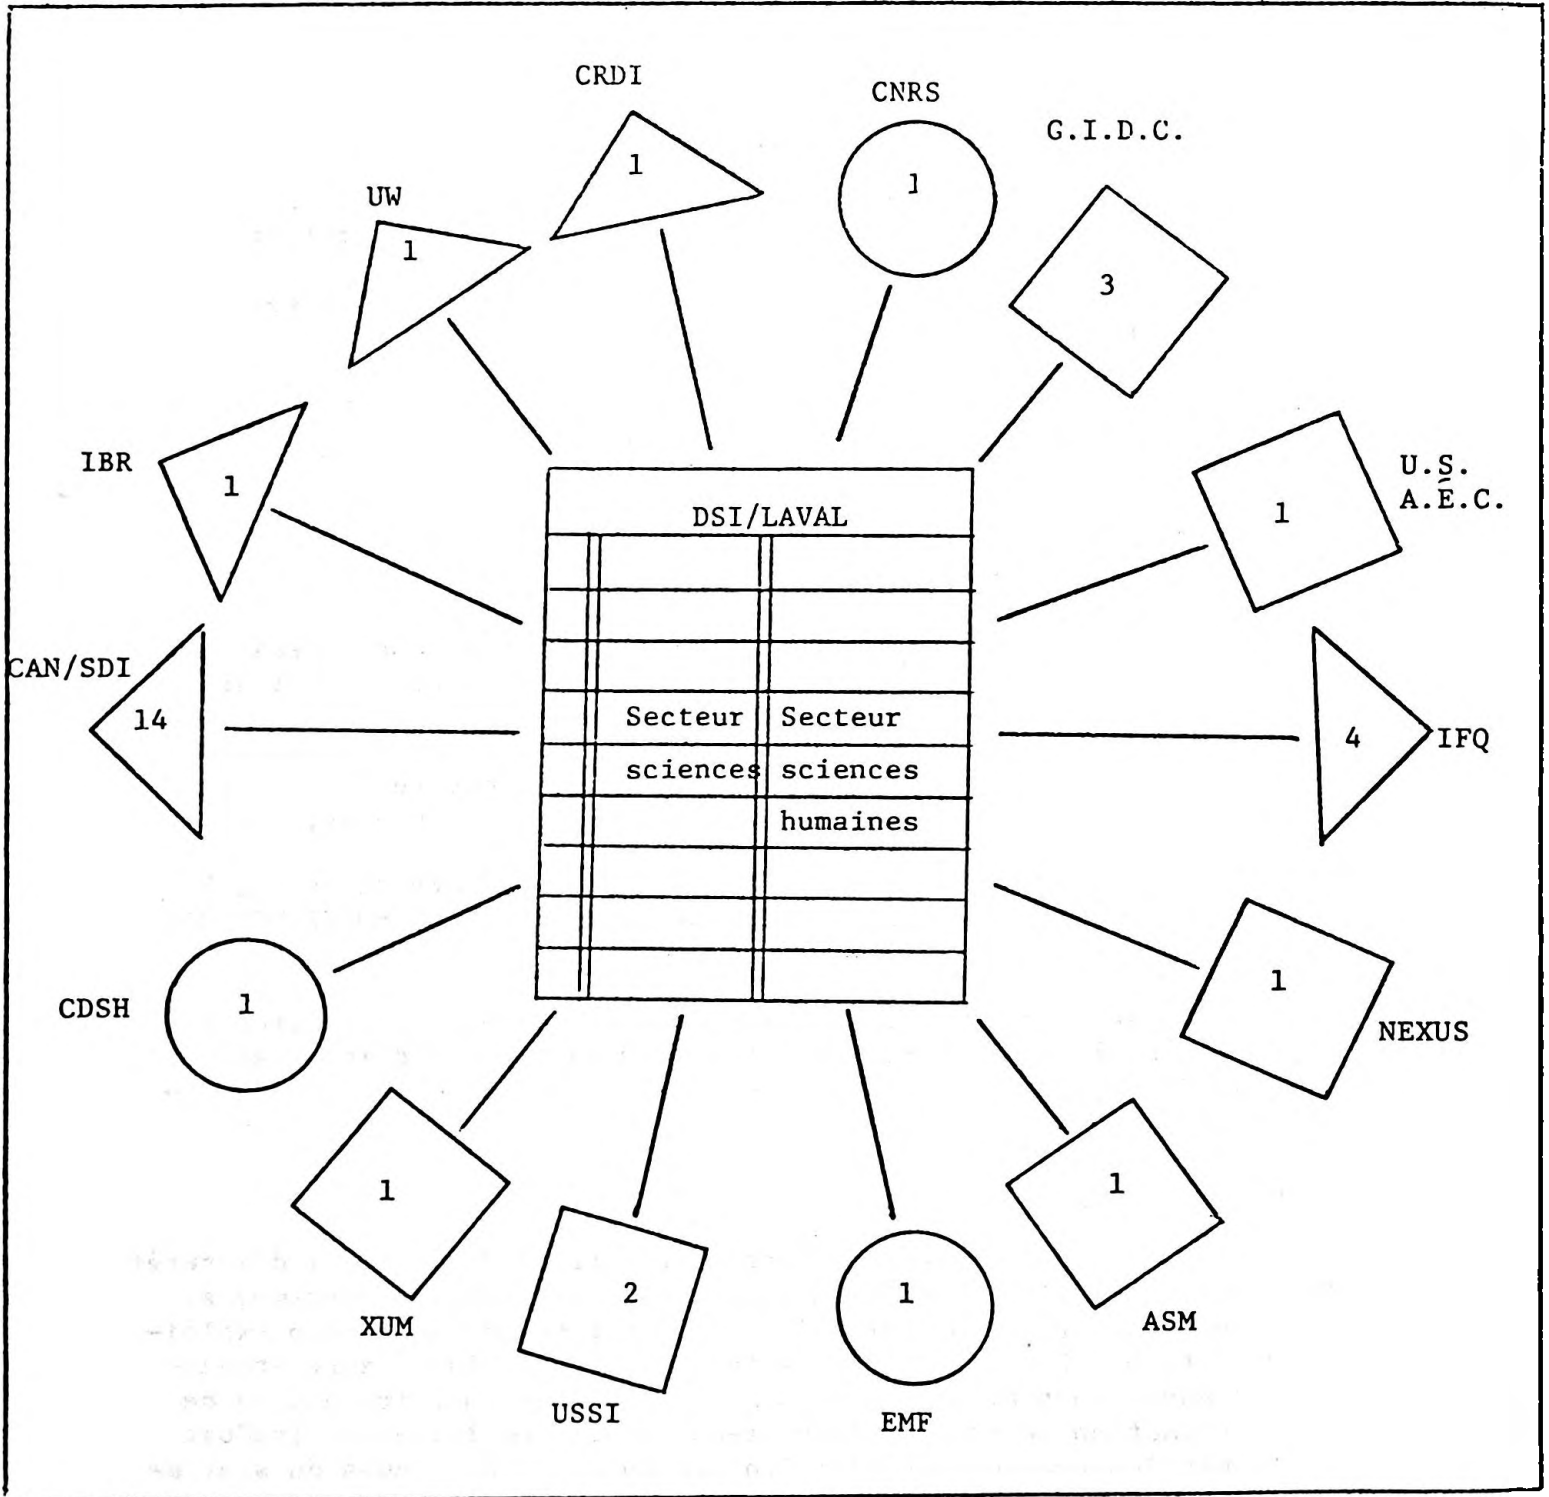 CRDI
1
CNRS
1
G.I.D.C.
3
UW
1
IBR
1
U.S.
A.É.C.
1
DSI/LAVAL
CAN/SDI
14
Secteur Secteur
sciences sciences
humaines
4
IFQ
CDSH
1
1
NEXUS
1
XUM
2
USSI
1
EMF
1
ASM